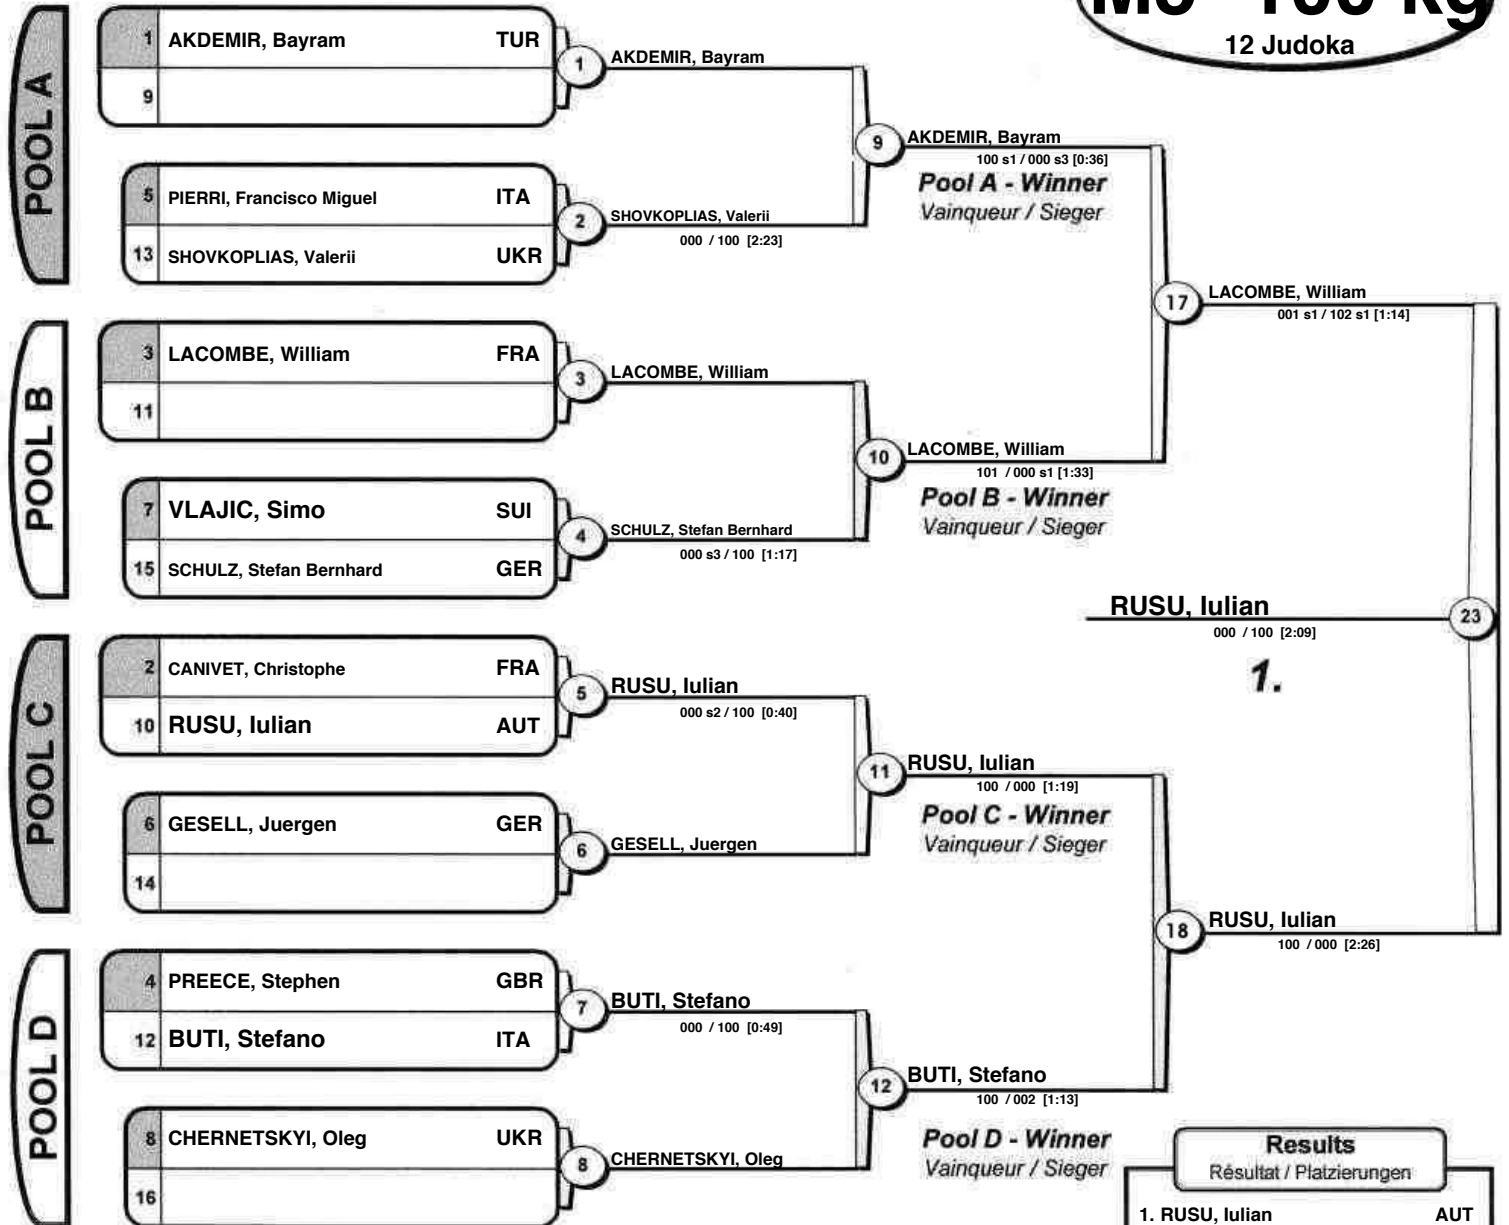 M5 -100 kg
12 Judoka
POOL A
1 AKDEMIR, Bayram TUR
9
5 PIERRI, Francisco Miguel ITA
13 SHOVKOPLIAS, Valerii UKR
1 AKDEMIR, Bayram
2 SHOVKOPLIAS, Valerii
000 / 100 [2:23]
9 AKDEMIR, Bayram
100 s1 / 000 s3 [0:36]
Pool A - Winner
Vainqueur / Sieger
POOL B
3 LACOMBE, William FRA
11
7 VLAJIC, Simo SUI
15 SCHULZ, Stefan Bernhard GER
3 LACOMBE, William
4 SCHULZ, Stefan Bernhard
000 s3 / 100 [1:17]
10 LACOMBE, William
101 / 000 s1 [1:33]
Pool B - Winner
Vainqueur / Sieger
17 LACOMBE, William
001 s1 / 102 s1 [1:14]
RUSU, Iulian 23
000 / 100 [2:09]
1.
POOL C
2 CANIVET, Christophe FRA
10 RUSU, Iulian AUT
6 GESELL, Juergen GER
14
5 RUSU, Iulian
000 s2 / 100 [0:40]
6 GESELL, Juergen
11 RUSU, Iulian
100 / 000 [1:19]
Pool C - Winner
Vainqueur / Sieger
18 RUSU, Iulian
100 / 000 [2:26]
POOL D
4 PREECE, Stephen GBR
12 BUTI, Stefano ITA
8 CHERNETSKYI, Oleg UKR
16
7 BUTI, Stefano
000 / 100 [0:49]
8 CHERNETSKYI, Oleg
12 BUTI, Stefano
100 / 002 [1:13]
Pool D - Winner
Vainqueur / Sieger
Results
Résultat / Platzierungen
1. RUSU, Iulian AUT